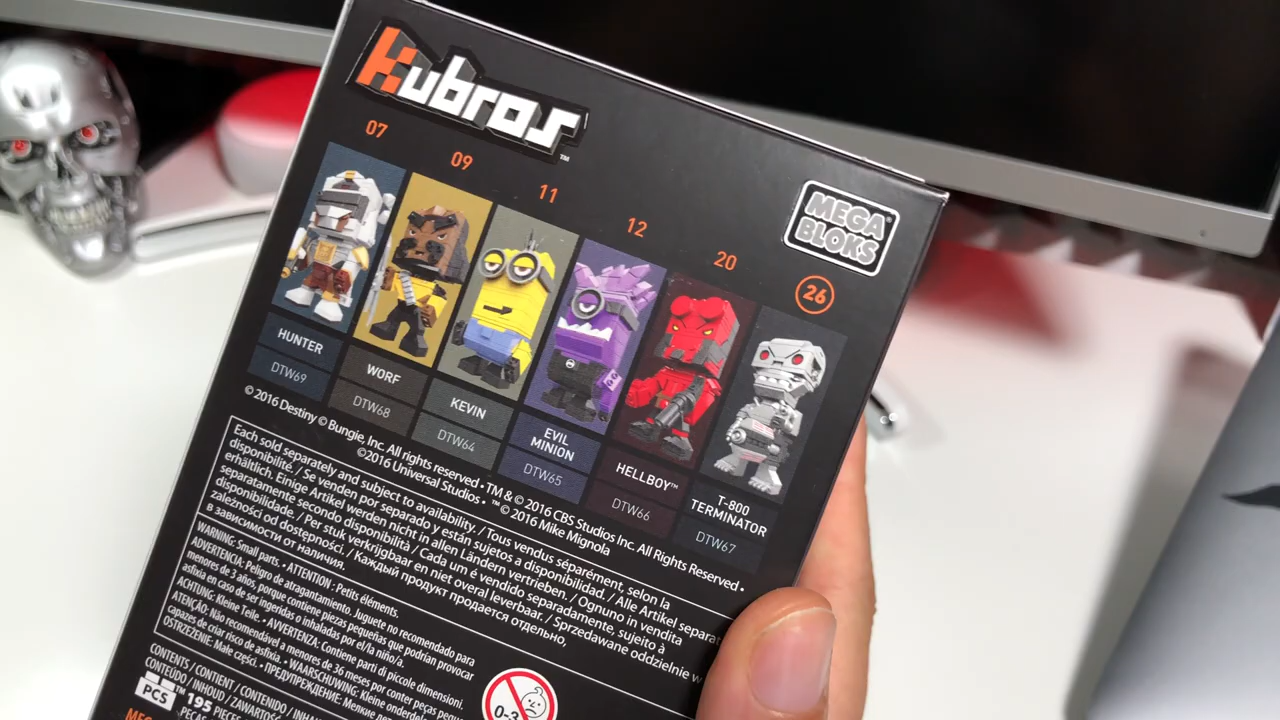 Kubros™
MEGA
BLOKS
07
09
11
12
20
26
HUNTER
DTW69
WORF
DTW68
KEVIN
DTW64
EVIL
MINION
DTW65
HELLBOY™
DTW66
T-800
TERMINATOR
DTW67
© 2016 Destiny © Bungie, Inc. All rights reserved • TM & © 2016 CBS Studios Inc. All Rights Reserved •
©2016 Universal Studios • ™ © 2016 Mike Mignola
Each sold separately and subject to availability. / Tous vendus séparément, selon la
disponibilité. / Se venden por separado y están sujetos a disponibilidad. / Alle Artikel separat
erhältlich. Einige Artikel werden nicht in allen Ländern vertrieben. / Ognuno in vendita
separatamente secondo disponibilità / Cada um é vendido separadamente, sujeito à
disponibilidade. / Per stuk verkrijgbaar en niet overal leverbaar. / Sprzedawane oddzielnie w
zależności od dostępności. / Каждый продукт продается отдельно,
в зависимости от наличия.
WARNING: Small parts. • ATTENTION : Petits éléments.
ADVERTENCIA: Peligro de atragantamiento. Juguete no recomendado para
menores de 3 años, porque contiene piezas pequeñas que podrían provocar
asfixia en caso de ser ingeridas o inhaladas por el/la niño/a.
ACHTUNG: Kleine Teile. • AVVERTENZA: Contiene parti di piccole dimensioni.
ATENÇÃO: Não recomendável a menores de 36 meses por conter peças
capazes de criar risco de asfixia. • WAARSCHUWING: Kleine
OSTRZEŻENIE: Małe części. • ПРЕДУПРЕЖДЕНИЕ: Мелкие
0-3
CONTENTS / CONTENT / CONTENIDO /
CONTEÚDO / INHOUD / ZAWARTOŚĆ
PCS 195